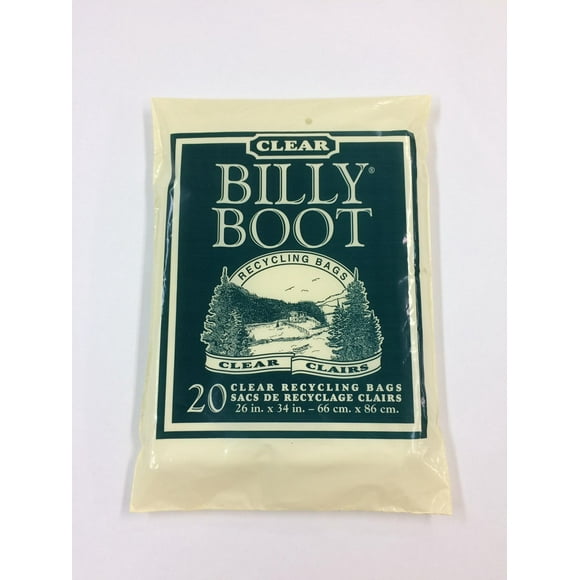 CLEAR
BILLY®
BOOT
RECYCLING BAGS
CLEAR CLAIRS
20 CLEAR RECYCLING BAGS
SACS DE RECYCLAGE CLAIRS
26 in. x 34 in. – 66 cm. x 86 cm.